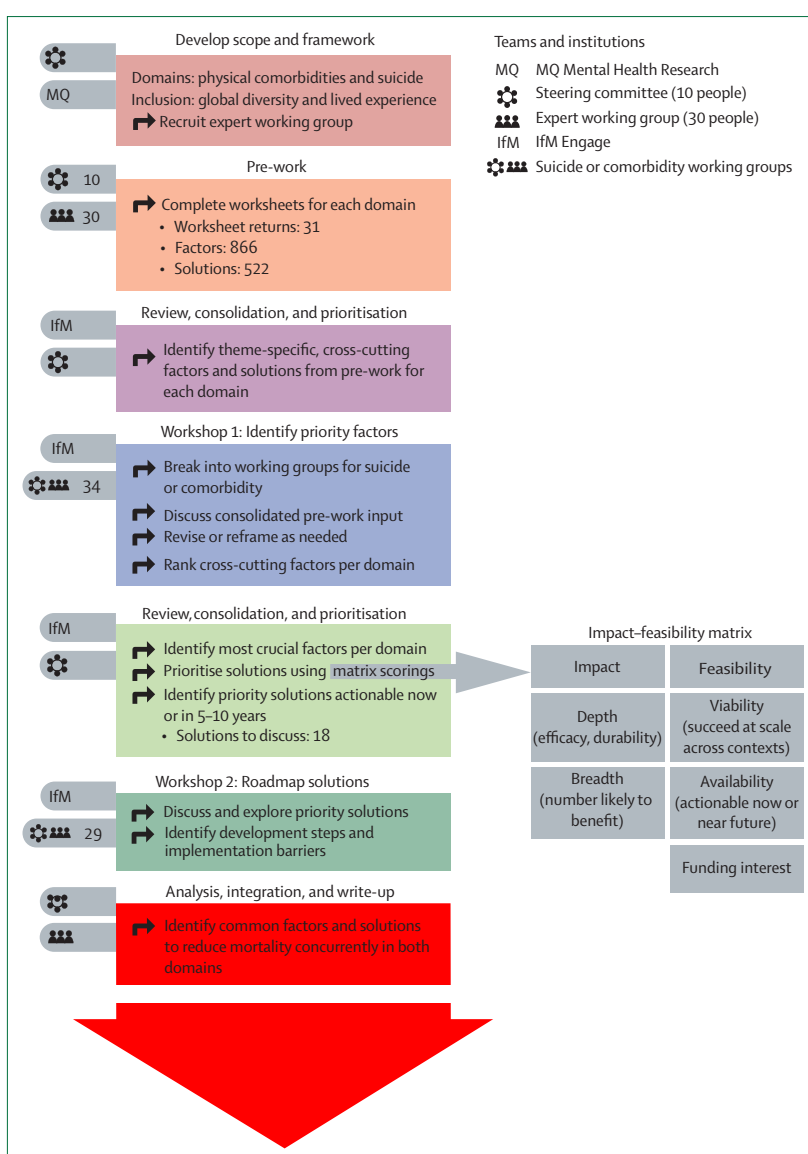 Develop scope and framework
MQ
Domains: physical comorbidities and suicide
Inclusion: global diversity and lived experience
Recruit expert working group
Teams and institutions
MQ MQ Mental Health Research
Steering committee (10 people)
Expert working group (30 people)
IfM IfM Engage
Suicide or comorbidity working groups
Pre-work
10
30
Complete worksheets for each domain
• Worksheet returns: 31
• Factors: 866
• Solutions: 522
Review, consolidation, and prioritisation
IfM
Identify theme-specific, cross-cutting
factors and solutions from pre-work for
each domain
Workshop 1: Identify priority factors
IfM
34
Break into working groups for suicide
or comorbidity
Discuss consolidated pre-work input
Revise or reframe as needed
Rank cross-cutting factors per domain
Review, consolidation, and prioritisation
IfM
Identify most crucial factors per domain
Prioritise solutions using matrix scorings
Identify priority solutions actionable now
or in 5–10 years
• Solutions to discuss: 18
Impact–feasibility matrix
Impact
Feasibility
Depth
(efficacy, durability)
Viability
(succeed at scale
across contexts)
Breadth
(number likely to
benefit)
Availability
(actionable now or
near future)
Funding interest
Workshop 2: Roadmap solutions
IfM
29
Discuss and explore priority solutions
Identify development steps and
implementation barriers
Analysis, integration, and write-up
Identify common factors and solutions
to reduce mortality concurrently in both
domains